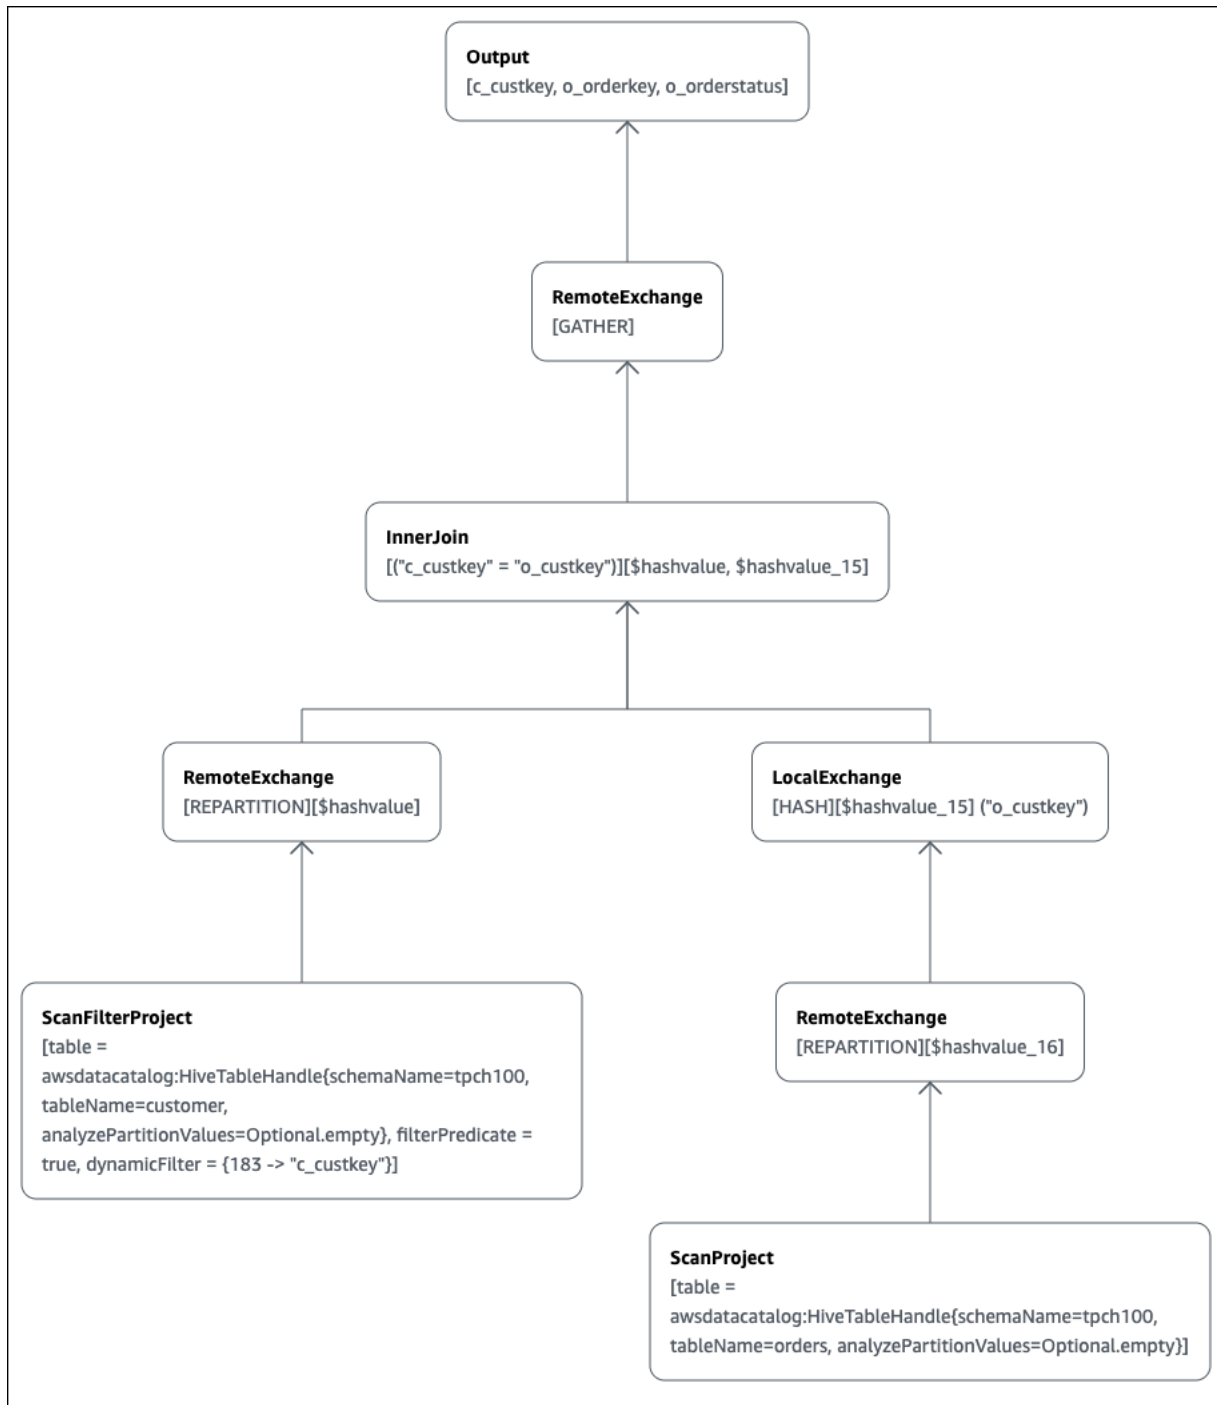 Output
[c_custkey, o_orderkey, o_orderstatus]
RemoteExchange
[GATHER]
InnerJoin
[("c_custkey" = "o_custkey")][$hashvalue, $hashvalue_15]
RemoteExchange
[REPARTITION][$hashvalue]
LocalExchange
[HASH][$hashvalue_15] ("o_custkey")
ScanFilterProject
[table =
awsdatacatalog:HiveTableHandle{schemaName=tpch100,
tableName=customer,
analyzePartitionValues=Optional.empty}, filterPredicate =
true, dynamicFilter = {183 -> "c_custkey"}]
RemoteExchange
[REPARTITION][$hashvalue_16]
ScanProject
[table =
awsdatacatalog:HiveTableHandle{schemaName=tpch100,
tableName=orders, analyzePartitionValues=Optional.empty}]